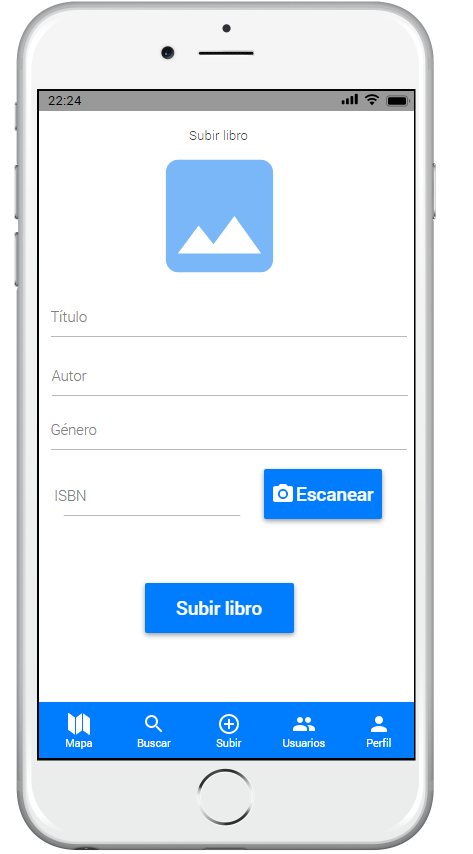 22:24
Subir libro
Título
Autor
Género
ISBN
Escanear
Subir libro
Mapa Buscar Subir Usuarios Perfil